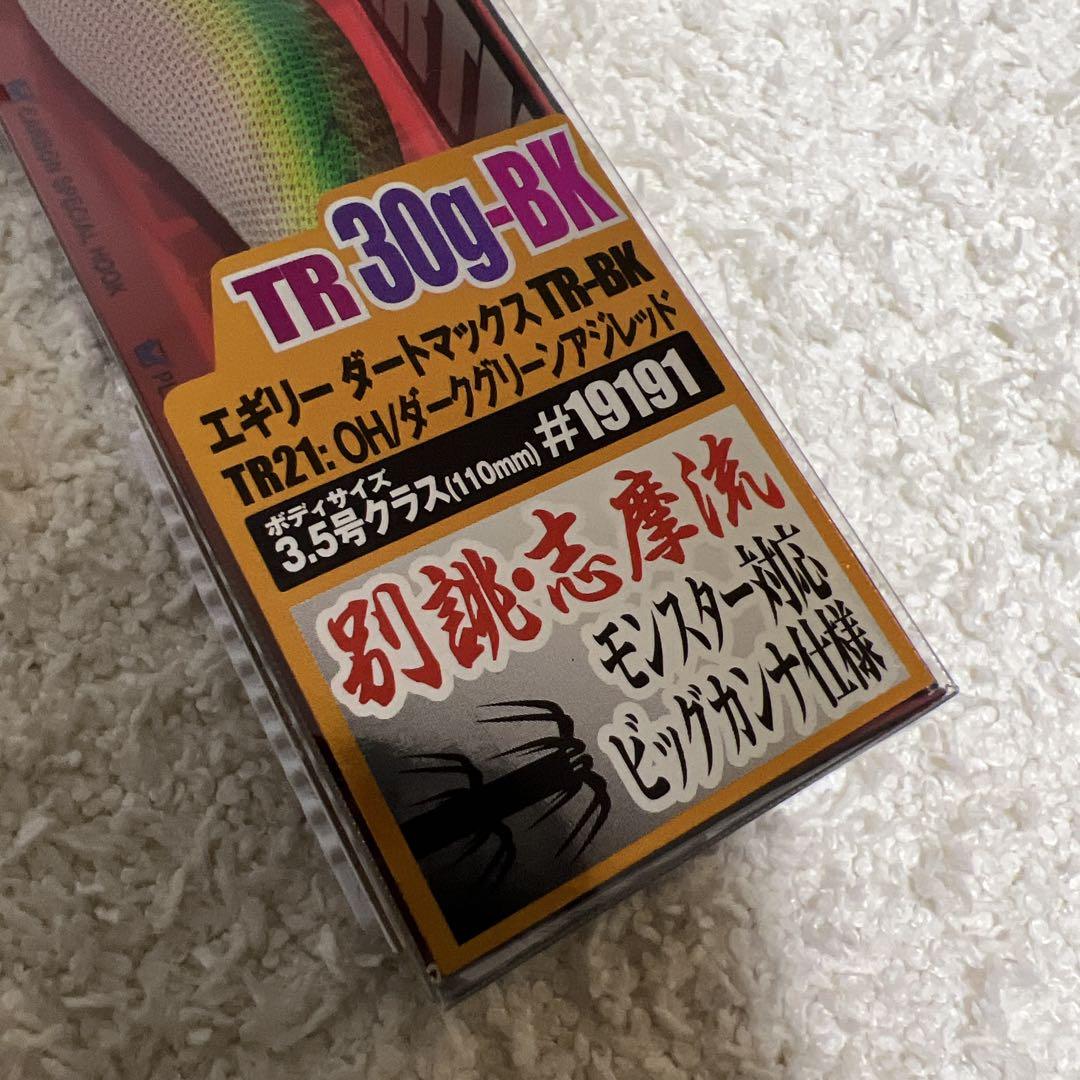 CARBON SPECIAL HOOK
TR 30g-BK
エギリー ダートマックス TR-BK
TR21: OH/ダークグリーンアジレッド
ボディサイズ
3.5号クラス(110mm) #19191
別誂・志摩流
モンスター対応
ビッグカンナ仕様